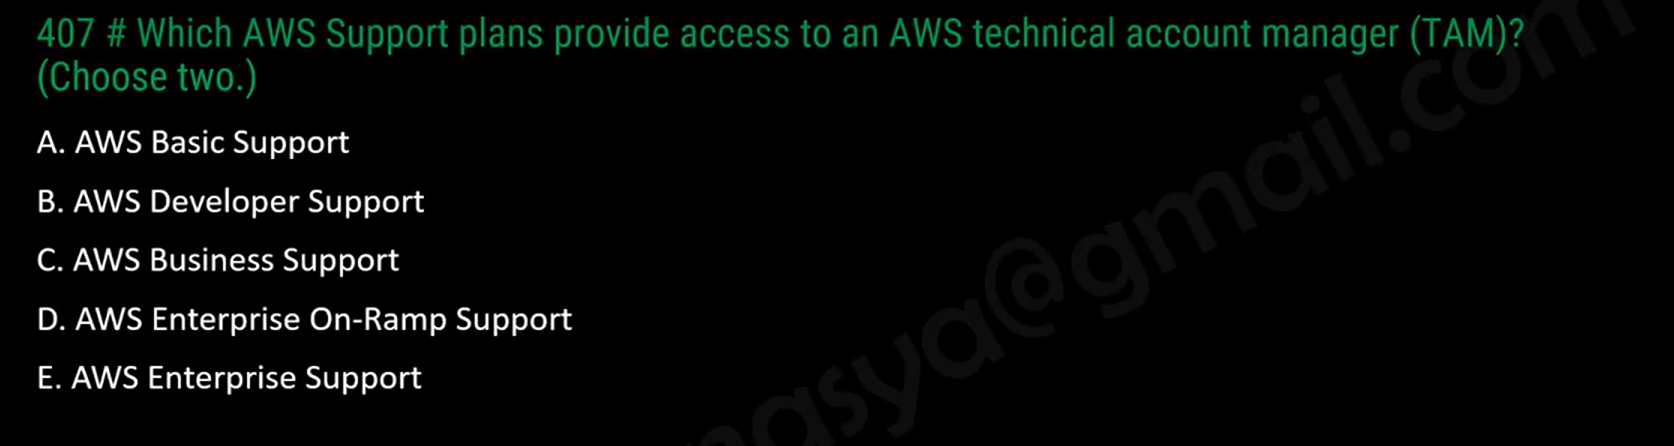 407 # Which AWS Support plans provide access to an AWS technical account manager (TAM)?
(Choose two.)
A. AWS Basic Support
B. AWS Developer Support
C. AWS Business Support
D. AWS Enterprise On-Ramp Support
E. AWS Enterprise Support